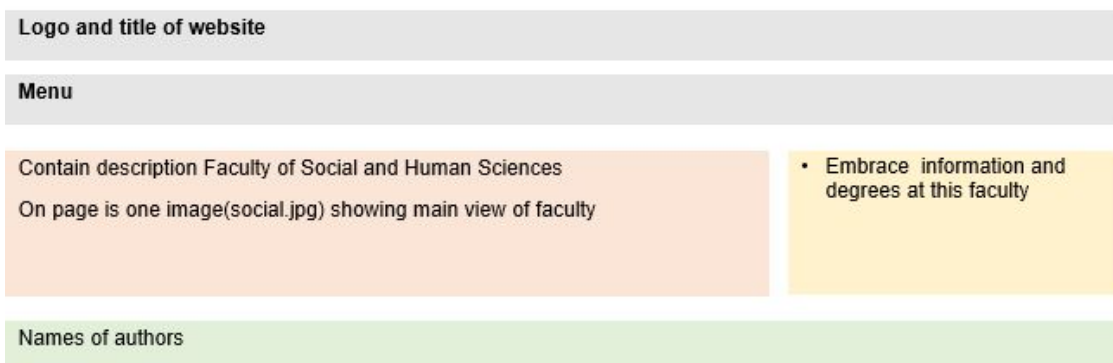 Logo and title of website
Menu
Contain description Faculty of Social and Human Sciences
On page is one image(social.jpg) showing main view of faculty
• Embrace information and
degrees at this faculty
Names of authors